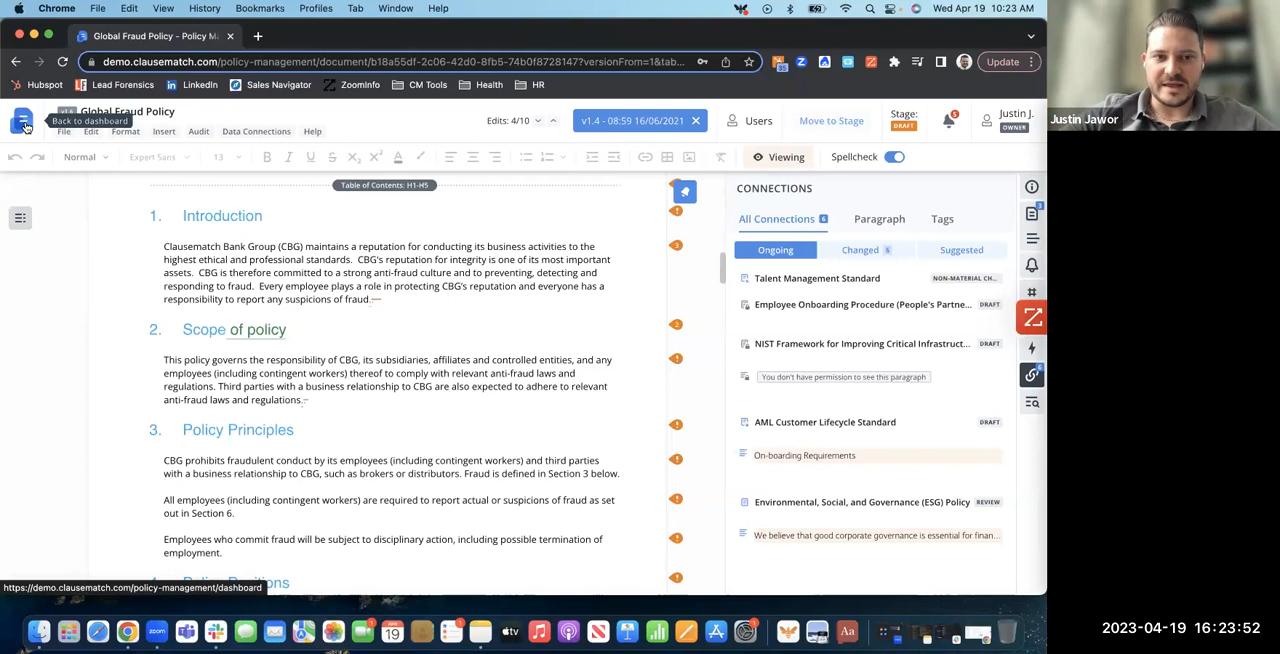 Chrome File Edit View History Bookmarks Profiles Tab Window Help Wed Apr 19 10:23 AM
Global Fraud Policy - Policy Ma
demo.clausematch.com/policy-management/document/b18a55df-2c06-42d0-8fb5-74b0f8728147?versionFrom=1&tab... Update
Hubspot Lead Forensics LinkedIn Sales Navigator ZoomInfo CM Tools Health HR
Global Fraud Policy
Back to dashboard
File Edit Format Insert Audit Data Connections Help
Edits: 4/10 v1.4 - 08:59 16/06/2021 Users Move to Stage Stage: DRAFT 5 Justin J. OWNER
Normal Expert Sans 13 Viewing Spellcheck
Table of Contents: H1-H5
1. Introduction
Clausematch Bank Group (CBG) maintains a reputation for conducting its business activities to the
highest ethical and professional standards. CBG's reputation for integrity is one of its most important
assets. CBG is therefore committed to a strong anti-fraud culture and to preventing, detecting and
responding to fraud. Every employee plays a role in protecting CBG's reputation and everyone has a
responsibility to report any suspicions of fraud.
2. Scope of policy
This policy governs the responsibility of CBG, its subsidiaries, affiliates and controlled entities, and any
employees (including contingent workers) thereof to comply with relevant anti-fraud laws and
regulations. Third parties with a business relationship to CBG are also expected to adhere to relevant
anti-fraud laws and regulations.
3. Policy Principles
CBG prohibits fraudulent conduct by its employees (including contingent workers) and third parties
with a business relationship to CBG, such as brokers or distributors. Fraud is defined in Section 3 below.
All employees (including contingent workers) are required to report actual or suspicions of fraud as set
out in Section 6.
Employees who commit fraud will be subject to disciplinary action, including possible termination of
employment.
https://demo.clausematch.com/policy-management/dashboard
CONNECTIONS
All Connections 6 Paragraph Tags
Ongoing Changed 6 Suggested
Talent Management Standard NON-MATERIAL CH...
Employee Onboarding Procedure (People's Partne... DRAFT
NIST Framework for Improving Critical Infrastruct... DRAFT
You don't have permission to see this paragraph
AML Customer Lifecycle Standard DRAFT
On-boarding Requirements
Environmental, Social, and Governance (ESG) Policy REVIEW
We believe that good corporate governance is essential for finan...
Justin Jawor
2023-04-19 16:23:52